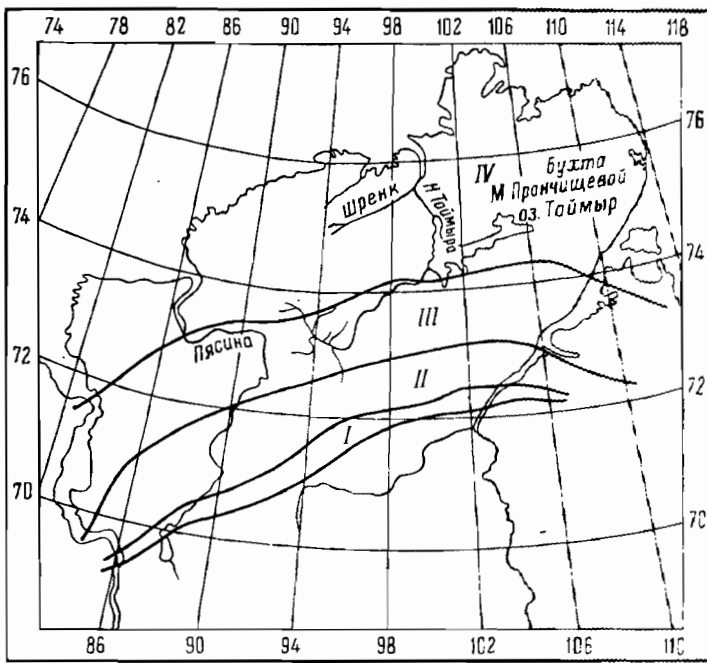 74 78 82 86 90 94 98 102 106 110 114 118
76
76
74
74
72
72
70
70
IV
Бухта
М Прончищевой
оз. Таймыр
Шренк
Н Таймыра
III
Пясина
II
I
86 90 94 98 102 106 110